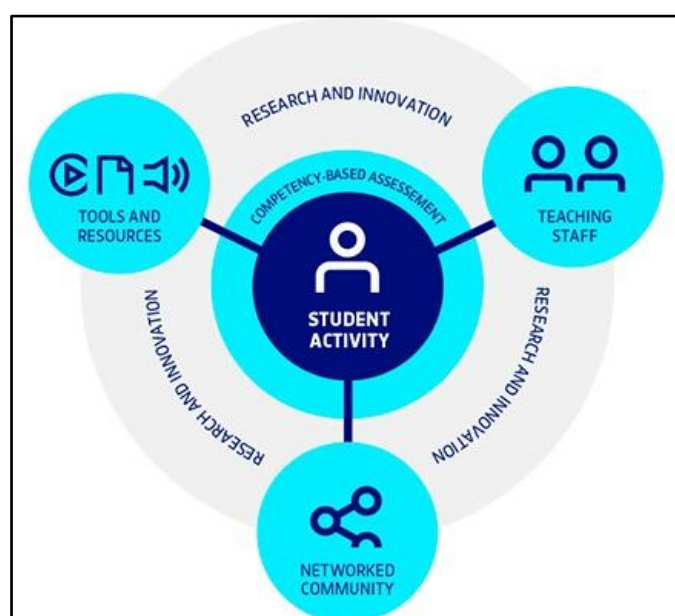 RESEARCH AND INNOVATION
COMPETENCY-BASED ASSESSEMENT
TOOLS AND
RESOURCES
TEACHING
STAFF
STUDENT
ACTIVITY
RESEARCH AND INNOVATION
RESEARCH AND INNOVATION
NETWORKED
COMMUNITY